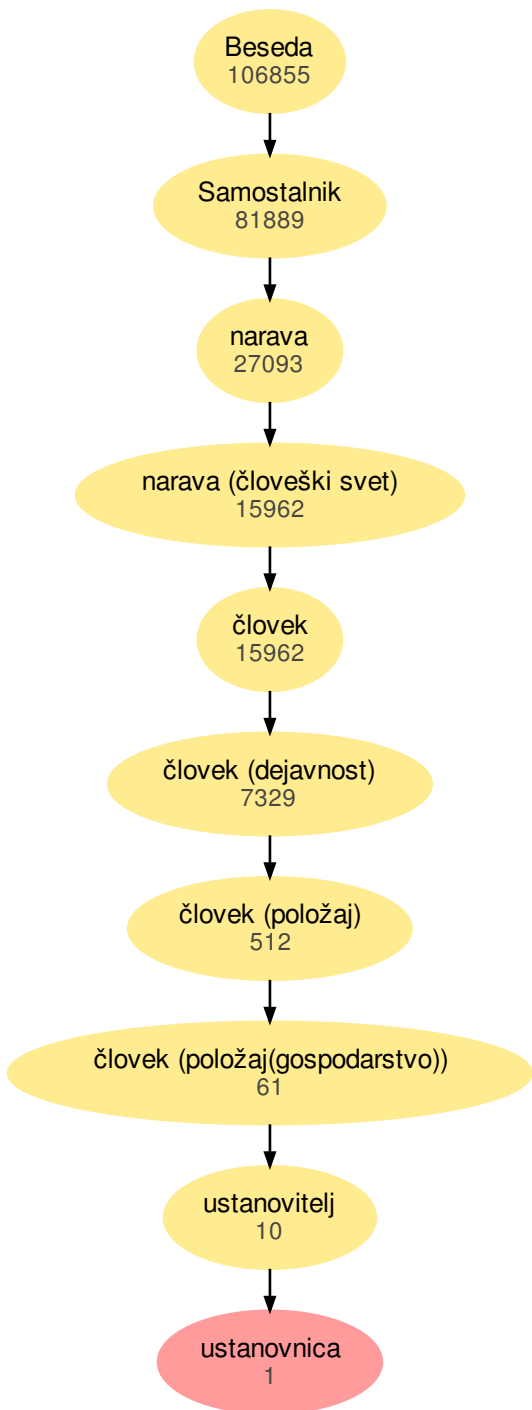 Beseda
106855
Samostalnik
81889
narava
27093
narava (človeški svet)
15962
človek
15962
človek (dejavnost)
7329
človek (položaj)
512
človek (položaj(gospodarstvo))
61
ustanovitelj
10
ustanovnica
1